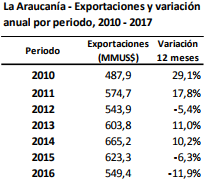 La Araucanía - Exportaciones y variación
anual por periodo, 2010 - 2017
Periodo Exportaciones (MMUS$) Variación 12 meses
2010 487,9 29,1%
2011 574,7 17,8%
2012 543,9 -5,4%
2013 603,8 11,0%
2014 665,2 10,2%
2015 623,3 -6,3%
2016 549,4 -11,9%